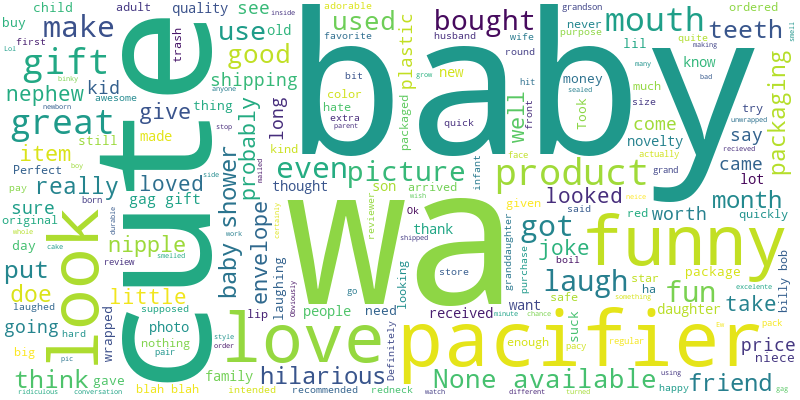 child
adult
quality
see
adorable
used
bought
mouth
grandson
ordered
buy
first
make
trash
use
old
favorite
husband
wife
never
purpose
teeth
smell
Lol
binky
gift
kid
good
bit
plastic
round
lil
quite
making
inside
nephew
awesome
shipping
color
new
money
know
many
packaging
newborn
give
thing
anyone
hate
grow
hit
sealed
much
bad
great
made
probably
long
extra
parent
packaged
quick
well
front
Took
size
try
unwrapped
item
still
stop
kind
baby
face
come
novelty
say
recieved
Perfect
boy
loved
side
mailed
even
picture
infant
product
actually
grand
came
pay
really
born
cute
thought
son
arrived
looked
month
lot
sure
original
durable
gag gift
baby shower
wish
given
said
red
worth
quickly
whole
cake
work
envelope
certainly
reviewer
Ok
thank
granddaughter
got
funny
day
look
nipple
review
smelled
wa
shipped
joke
put
laughing
looking
store
purchase
boil
package
excelente
laughed
doe
little
go
laugh
star
billy bob
going
wrapped
supposed
lip
people
need
Obviously
received
want
safe
ha
fun
take
hard
photo
style
love
minute
chance
suck
daughter
something
big
nothing
order
Definitely
pacifier
pack
pic
pair
enough
pacy
regular
price
think
gave
family
hilarious
None available
using
friend
niece
ridiculous
conversation
blah blah
intended
recommended
redneck
watch
different
turned
happy
gag